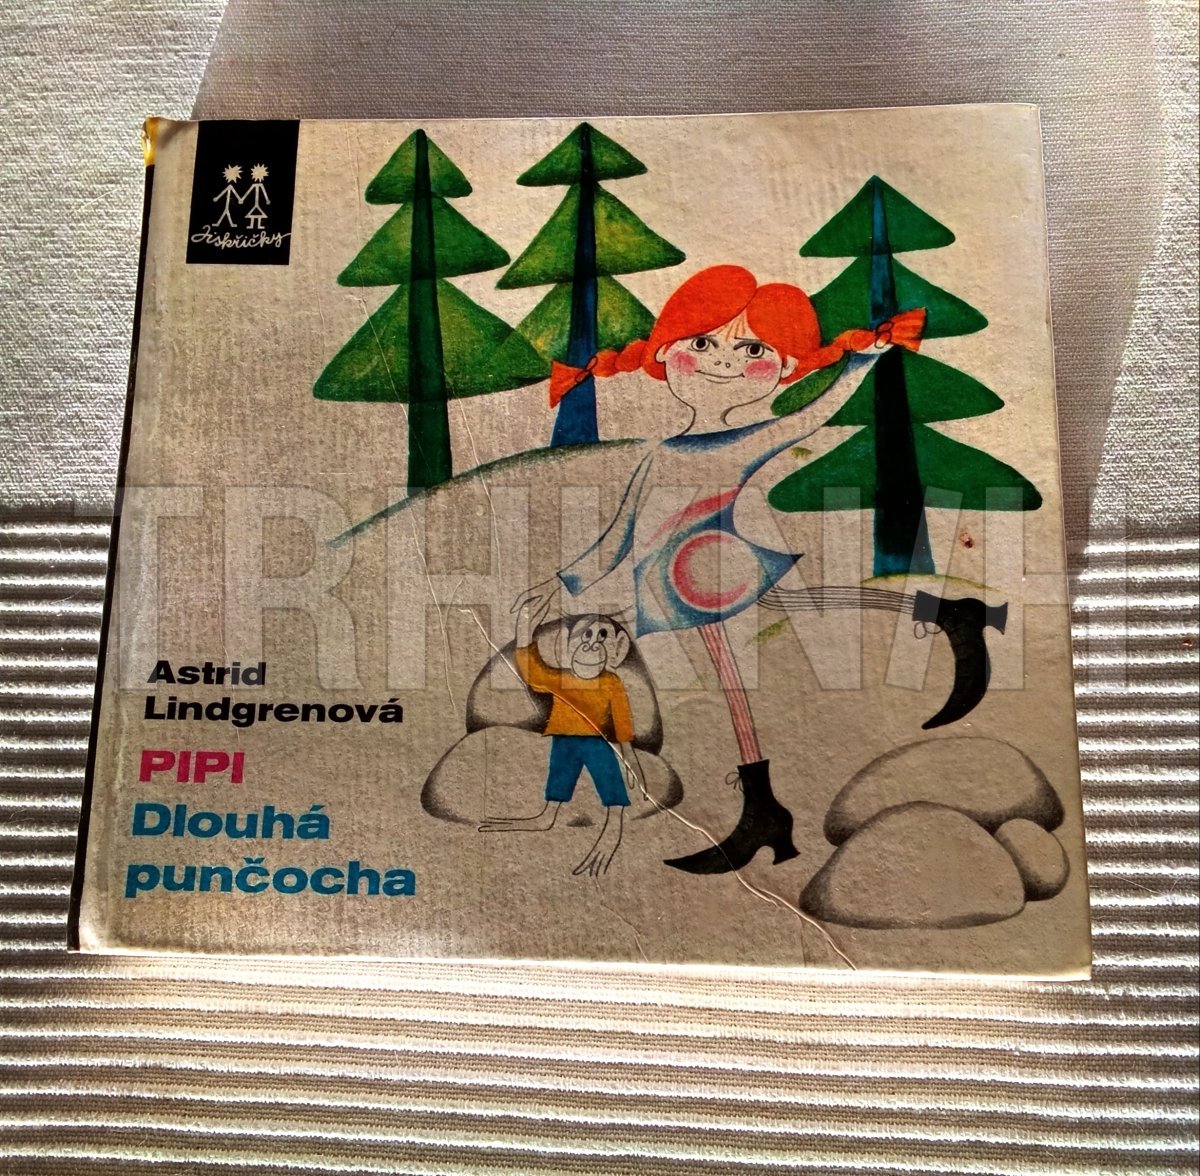 Jiskřičky
Astrid
Lindgrenová
PIPI
Dlouhá
punčocha
TRHKNIH